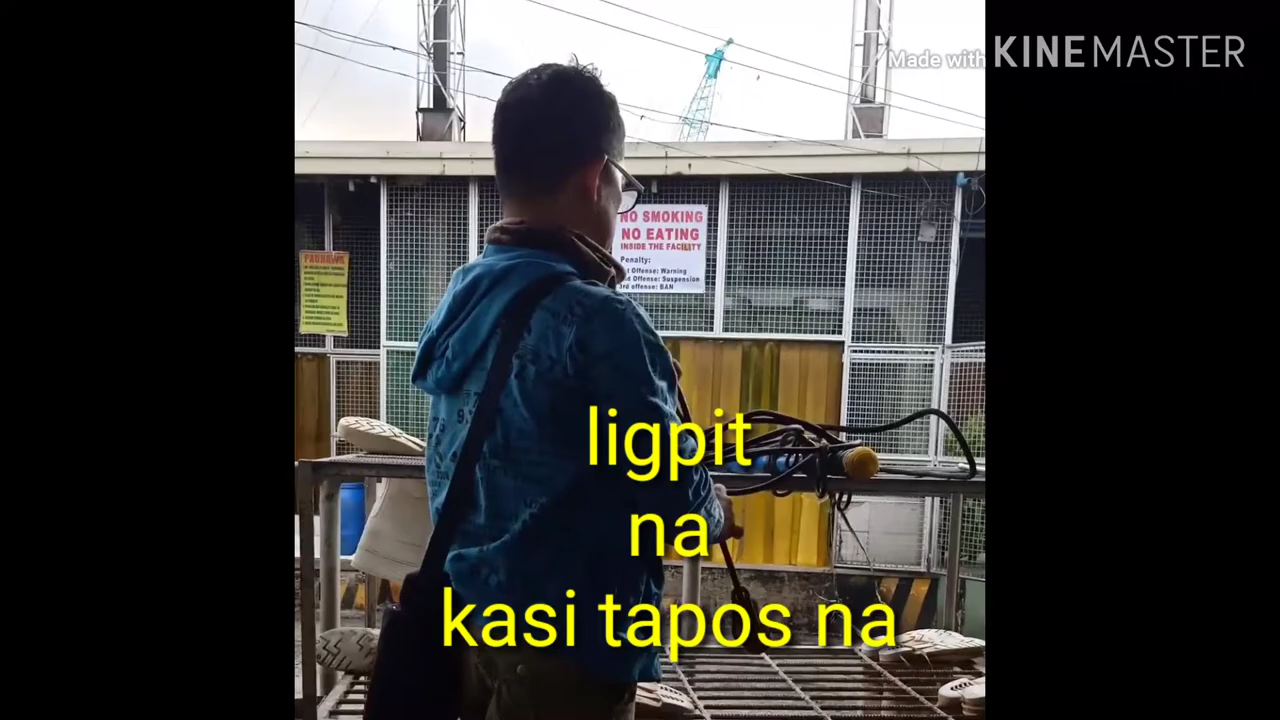 Made with KINEMASTER
NO SMOKING
NO EATING
INSIDE THE FACILITY
Penalty:
Offense: Warning
Offense: Suspension
3rd offense: BAN
PAUNAWA
ligpit
na
kasi tapos na